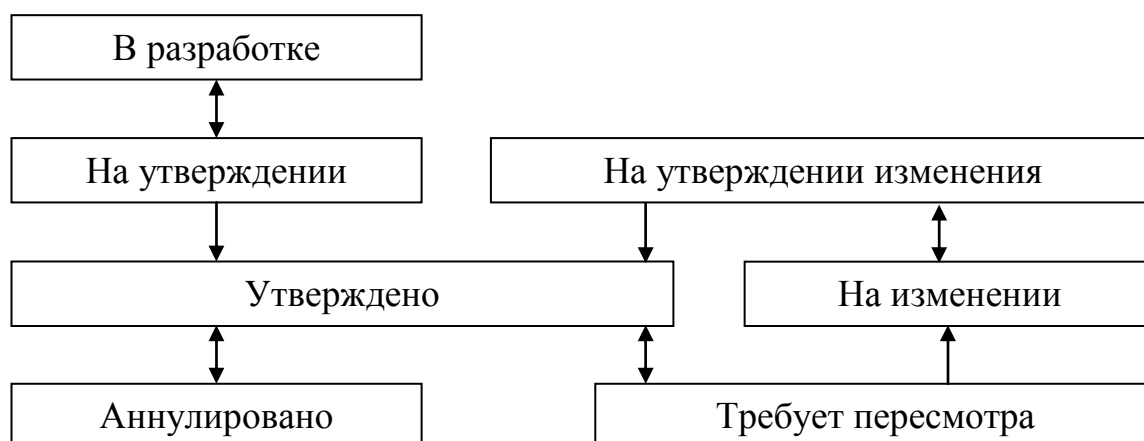 В разработке
На утверждении
На утверждении изменения
Утверждено
На изменении
Аннулировано
Требует пересмотра